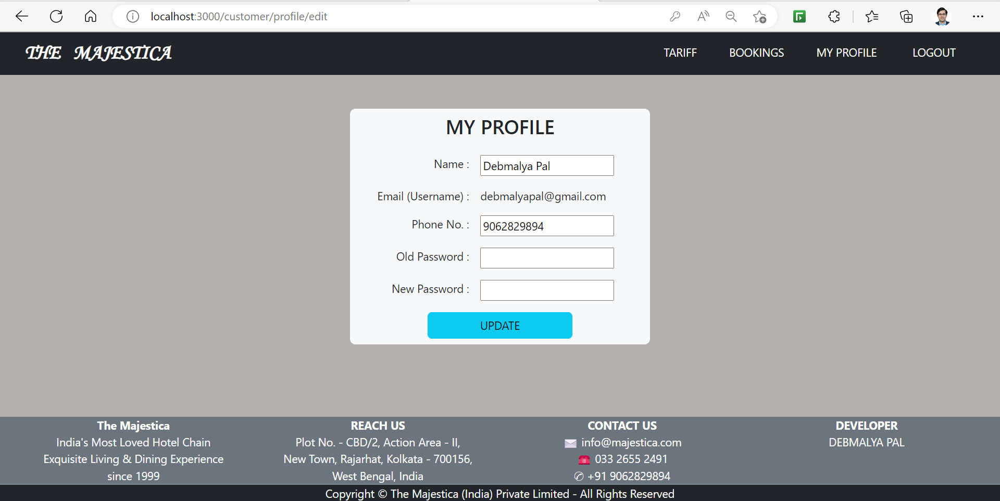 localhost:3000/customer/profile/edit
THE MAJESTICA
TARIFF
BOOKINGS
MY PROFILE
LOGOUT
MY PROFILE
Name : Debmalya Pal
Email (Username) : debmalyapal@gmail.com
Phone No. : 9062829894
Old Password :
New Password :
UPDATE
The Majestica
India's Most Loved Hotel Chain
Exquisite Living & Dining Experience
since 1999
REACH US
Plot No. - CBD/2, Action Area - II,
New Town, Rajarhat, Kolkata - 700156,
West Bengal, India
CONTACT US
✉ info@majestica.com
☎ 033 2655 2491
✆ +91 9062829894
DEVELOPER
DEBMALYA PAL
Copyright © The Majestica (India) Private Limited - All Rights Reserved